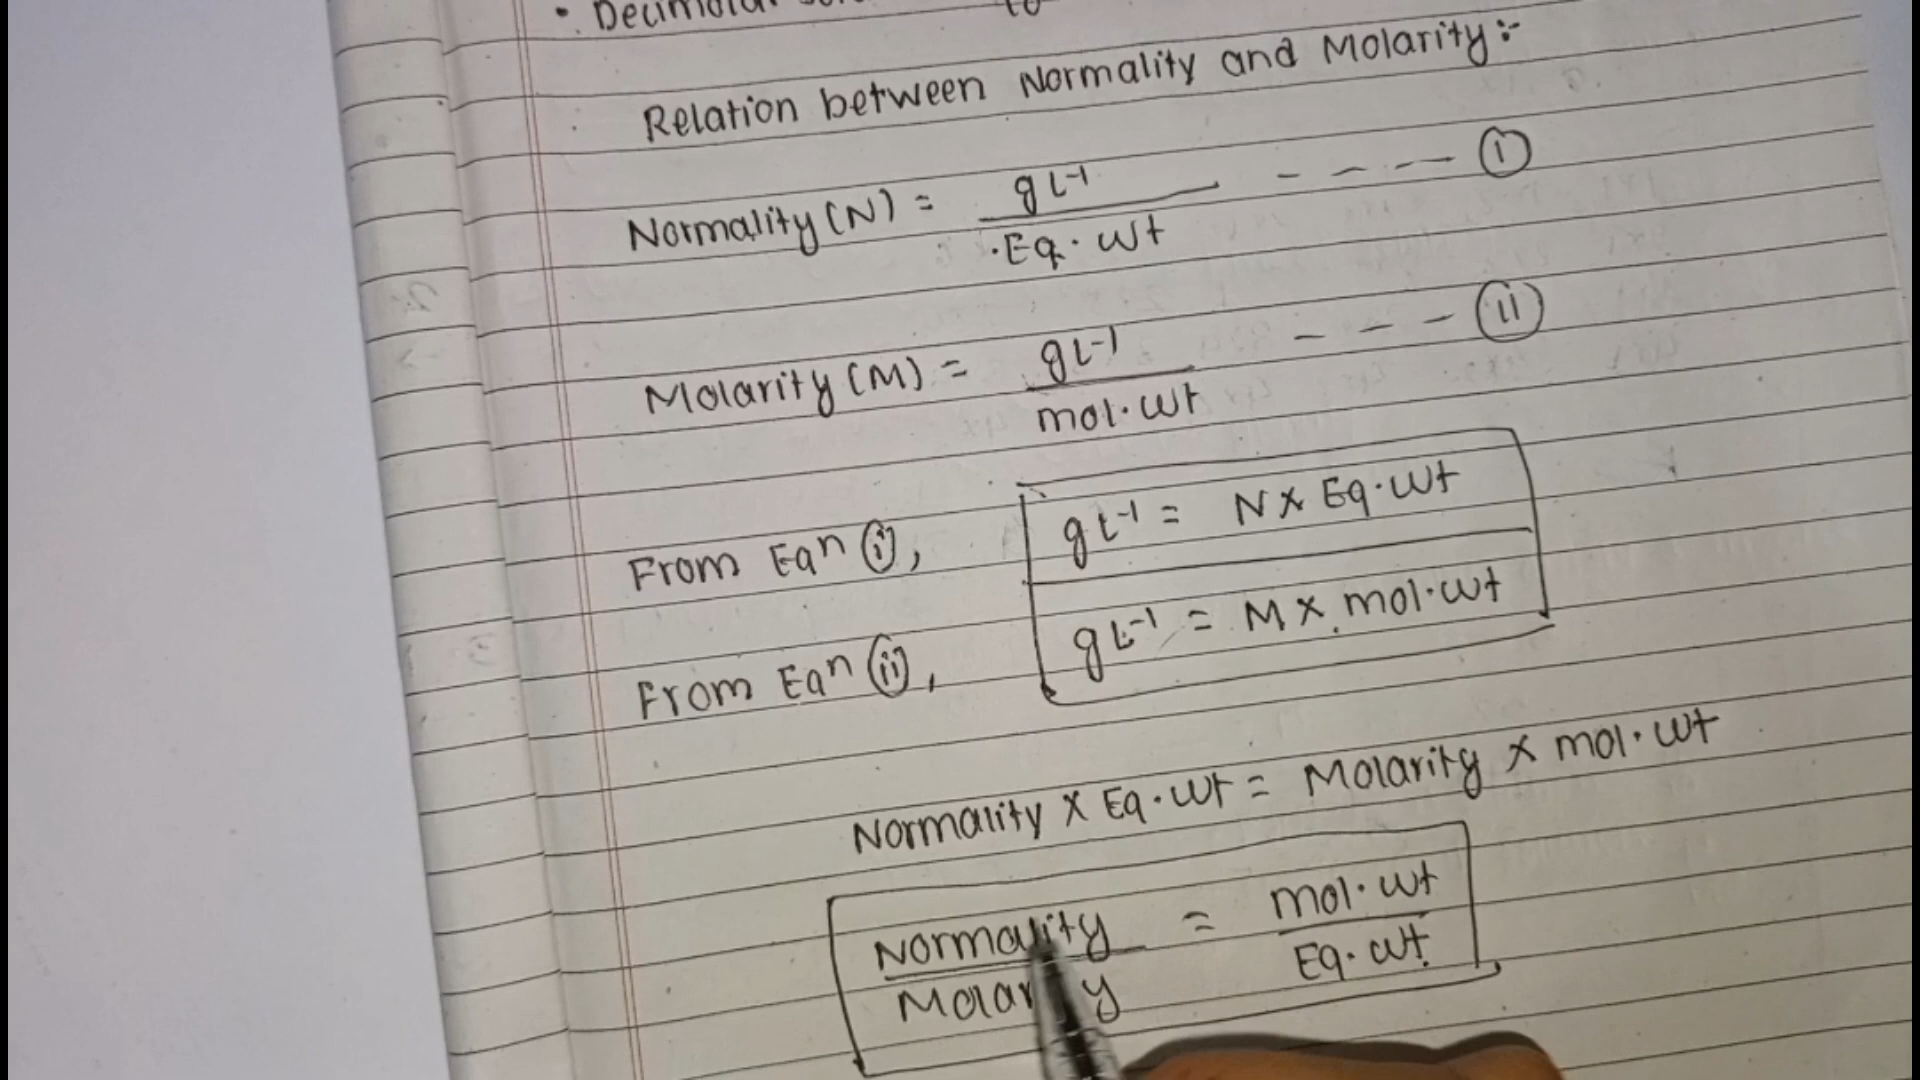 Relation between Normality and Molarity :-
Normality (N) = gL⁻¹ / Eq. wt - - - - (i)
Molarity (M) = gL⁻¹ / mol. wt - - - (ii)
From Eqⁿ (i), gL⁻¹ = N × Eq. wt
From Eqⁿ (ii), gL⁻¹ = M × mol. wt
Normality × Eq. wt = Molarity × mol. wt
Normality / Molarity = mol. wt / Eq. wt